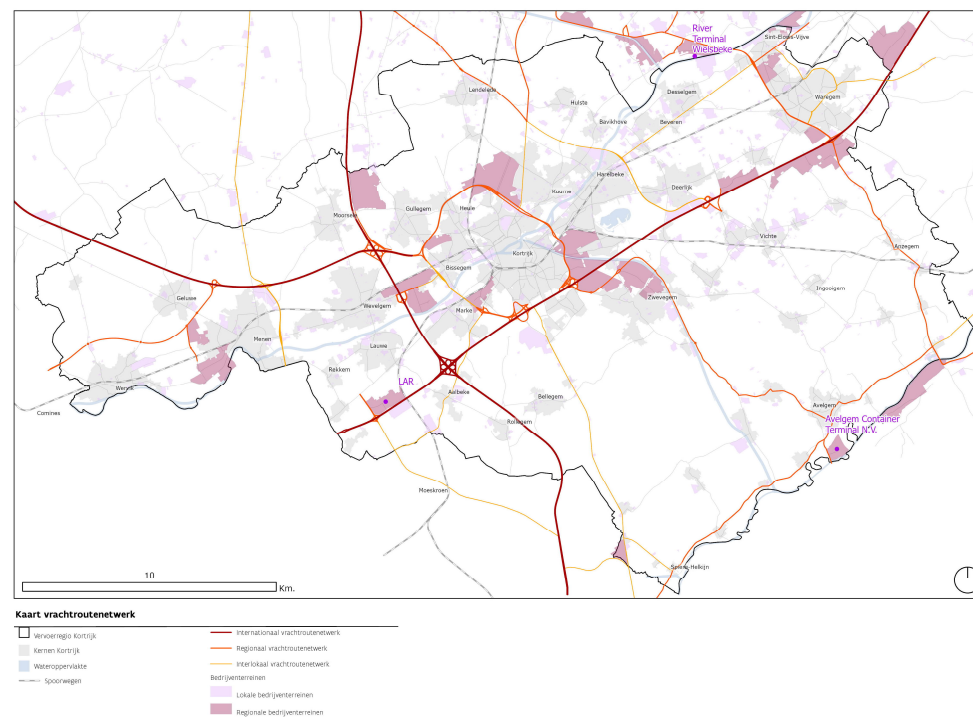 River
Terminal
Wielsbeke
Sint-Eloois-Vijve
Lendelede
Hulste
Desselgem
Waregem
Bavikhove
Beveren
Harelbeke
Kuurne
Deerlijk
Moorsele
Gullegem
Heule
Vichte
Anzegem
Kortrijk
Bissegem
Ingooigem
Geluwe
Wevelgem
Marke
Zwevegem
Menen
Lauwe
Rekkem
Wervik
LAR
Aalbeke
Bellegem
Comines
Avelgem
Rollegem
Avelgem Container
Terminal N.V.
Moeskroen
Spiere-Helkijn
10
Km.
Kaart vrachtroutenetwerk
Vervoerregio Kortrijk
Kernen Kortrijk
Wateroppervlakte
Spoorwegen
Internationaal vrachtroutenetwerk
Regionaal vrachtroutenetwerk
Interlokaal vrachtroutenetwerk
Bedrijventerreinen
Lokale bedrijventerreinen
Regionale bedrijventerreinen